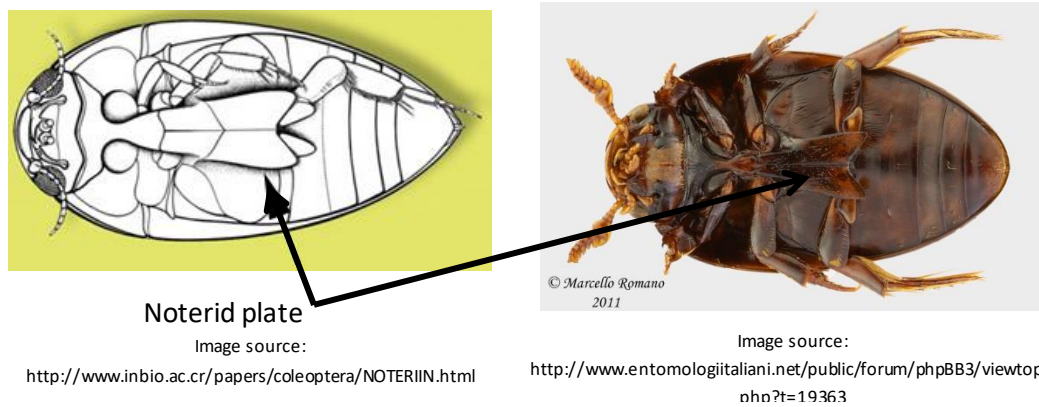 © Marcello Romano
2011
Noterid plate
Image source:
http://www.inbio.ac.cr/papers/coleoptera/NOTERIIN.html
Image source:
http://www.entomologiitaliani.net/public/forum/phpBB3/viewtop
php?t=19363